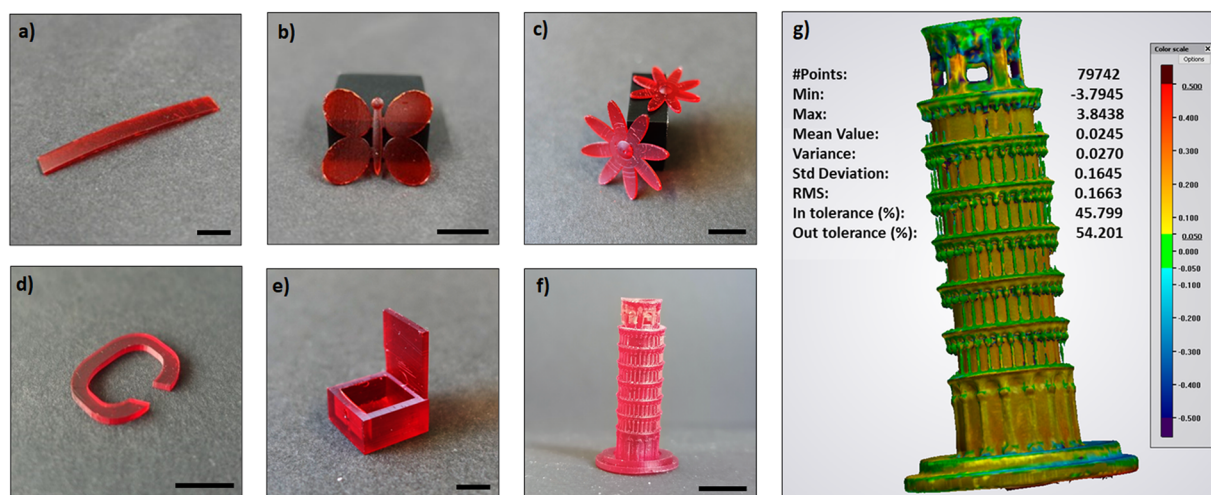 a)
b)
c)
d)
e)
f)
g)
#Points: 79742
Min: -3.7945
Max: 3.8438
Mean Value: 0.0245
Variance: 0.0270
Std Deviation: 0.1645
RMS: 0.1663
In tolerance (%): 45.799
Out tolerance (%): 54.201
Color scale X
Options
0.500
0.400
0.300
0.200
0.100
0.050
-0.050
-0.100
-0.200
-0.300
-0.400
-0.500